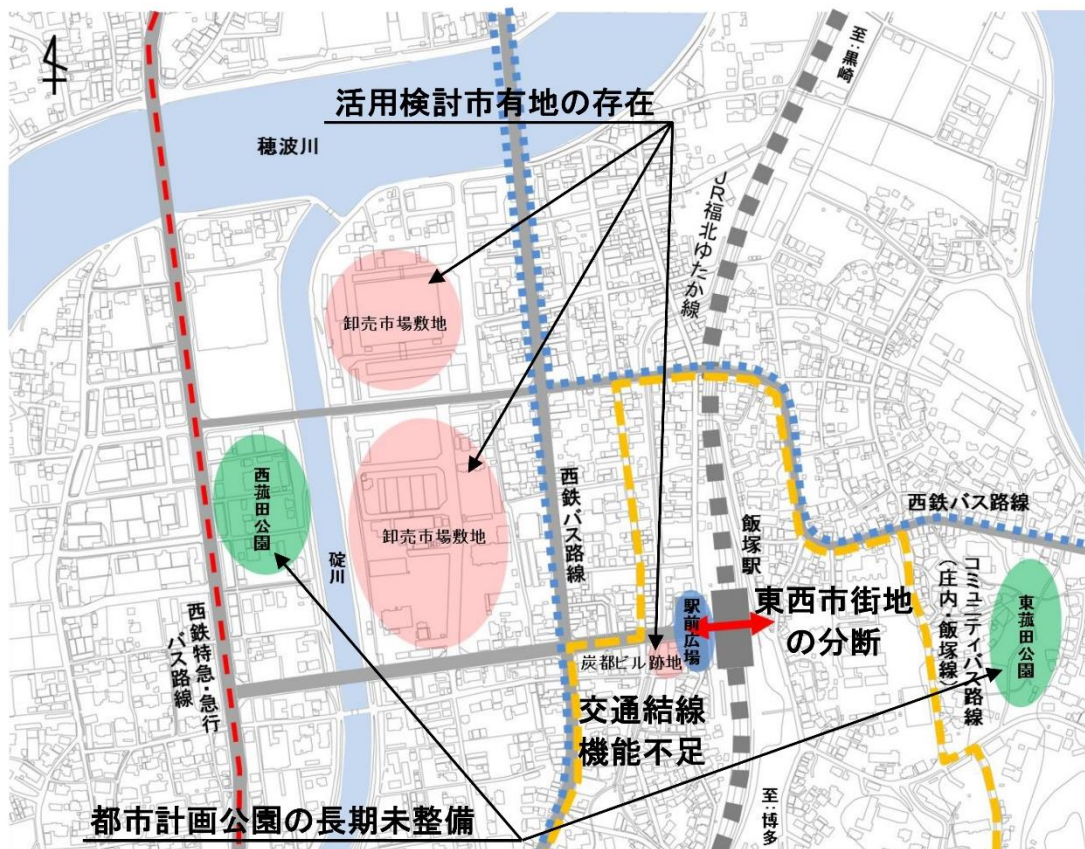 至:黒崎
活用検討市有地の存在
穂波川
JR福北ゆたか線
卸売市場敷地
西菰田公園
卸売市場敷地
西鉄バス路線
飯塚駅
西鉄バス路線
碇川
コミュニティバス路線
(庄内・飯塚線)
東菰田公園
駅前広場
東西市街地
の分断
西鉄特急・急行
バス路線
炭都ビル跡地
交通結線
機能不足
都市計画公園の長期未整備
至:博多